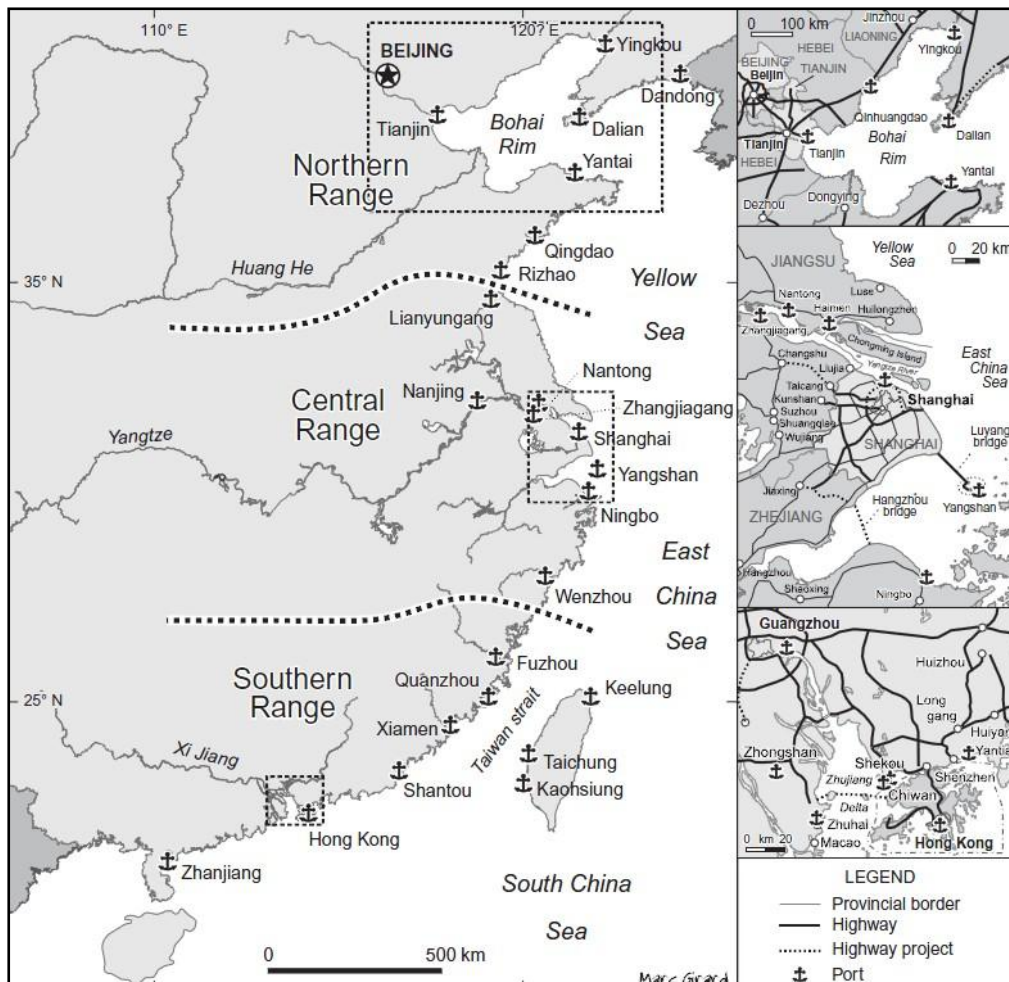 110° E
120? E
BEIJING
Yingkou
Dandong
Tianjin
Bohai
Rim
Dalian
Yantai
Northern
Range
Qingdao
Huang He
Rizhao
Yellow
Sea
35° N
Lianyungang
Nantong
Nanjing
Central
Range
Zhangjiagang
Shanghai
Yangtze
Yangshan
Ningbo
East
China
Sea
Wenzhou
Fuzhou
Southern
Range
Quanzhou
Keelung
25° N
Xiamen
Taiwan strait
Xi Jiang
Taichung
Shantou
Kaohsiung
Hong Kong
Zhanjiang
South China
Sea
0 500 km
Marc Girard
0 100 km
Jinzhou
LIAONING
Yingkou
HEBEI
BEIJING
TIANJIN
Beijin
Qinhuangdao
Bohai
Rim
Dalian
Tianjin
Tianjin
HEBEI
Yantai
Dezhou
Dongying
Yellow
Sea
0 20 km
JIANGSU
Nantong
Luse
Haimen
Huilongzhen
Zhangjiagang
Chongming Island
Changshu
Liujia
Yangtze River
East
China
Sea
Taicang
Kunshan
Shanghai
Suzhou
Shuangqiao
Wujiang
SHANGHAI
Luyang
bridge
Jiaxing
Hangzhou
bridge
Yangshan
ZHEJIANG
Hangzhou
Shaoxing
Ningbo
Guangzhou
Huizhou
Long
gang
Huiyan
Yantia
Zhongshan
Shekou
Shenzhen
Zhujiang
Delta
Chiwan
Zhuhai
0 km 20
Macao
Hong Kong
LEGEND
Provincial border
Highway
Highway project
Port